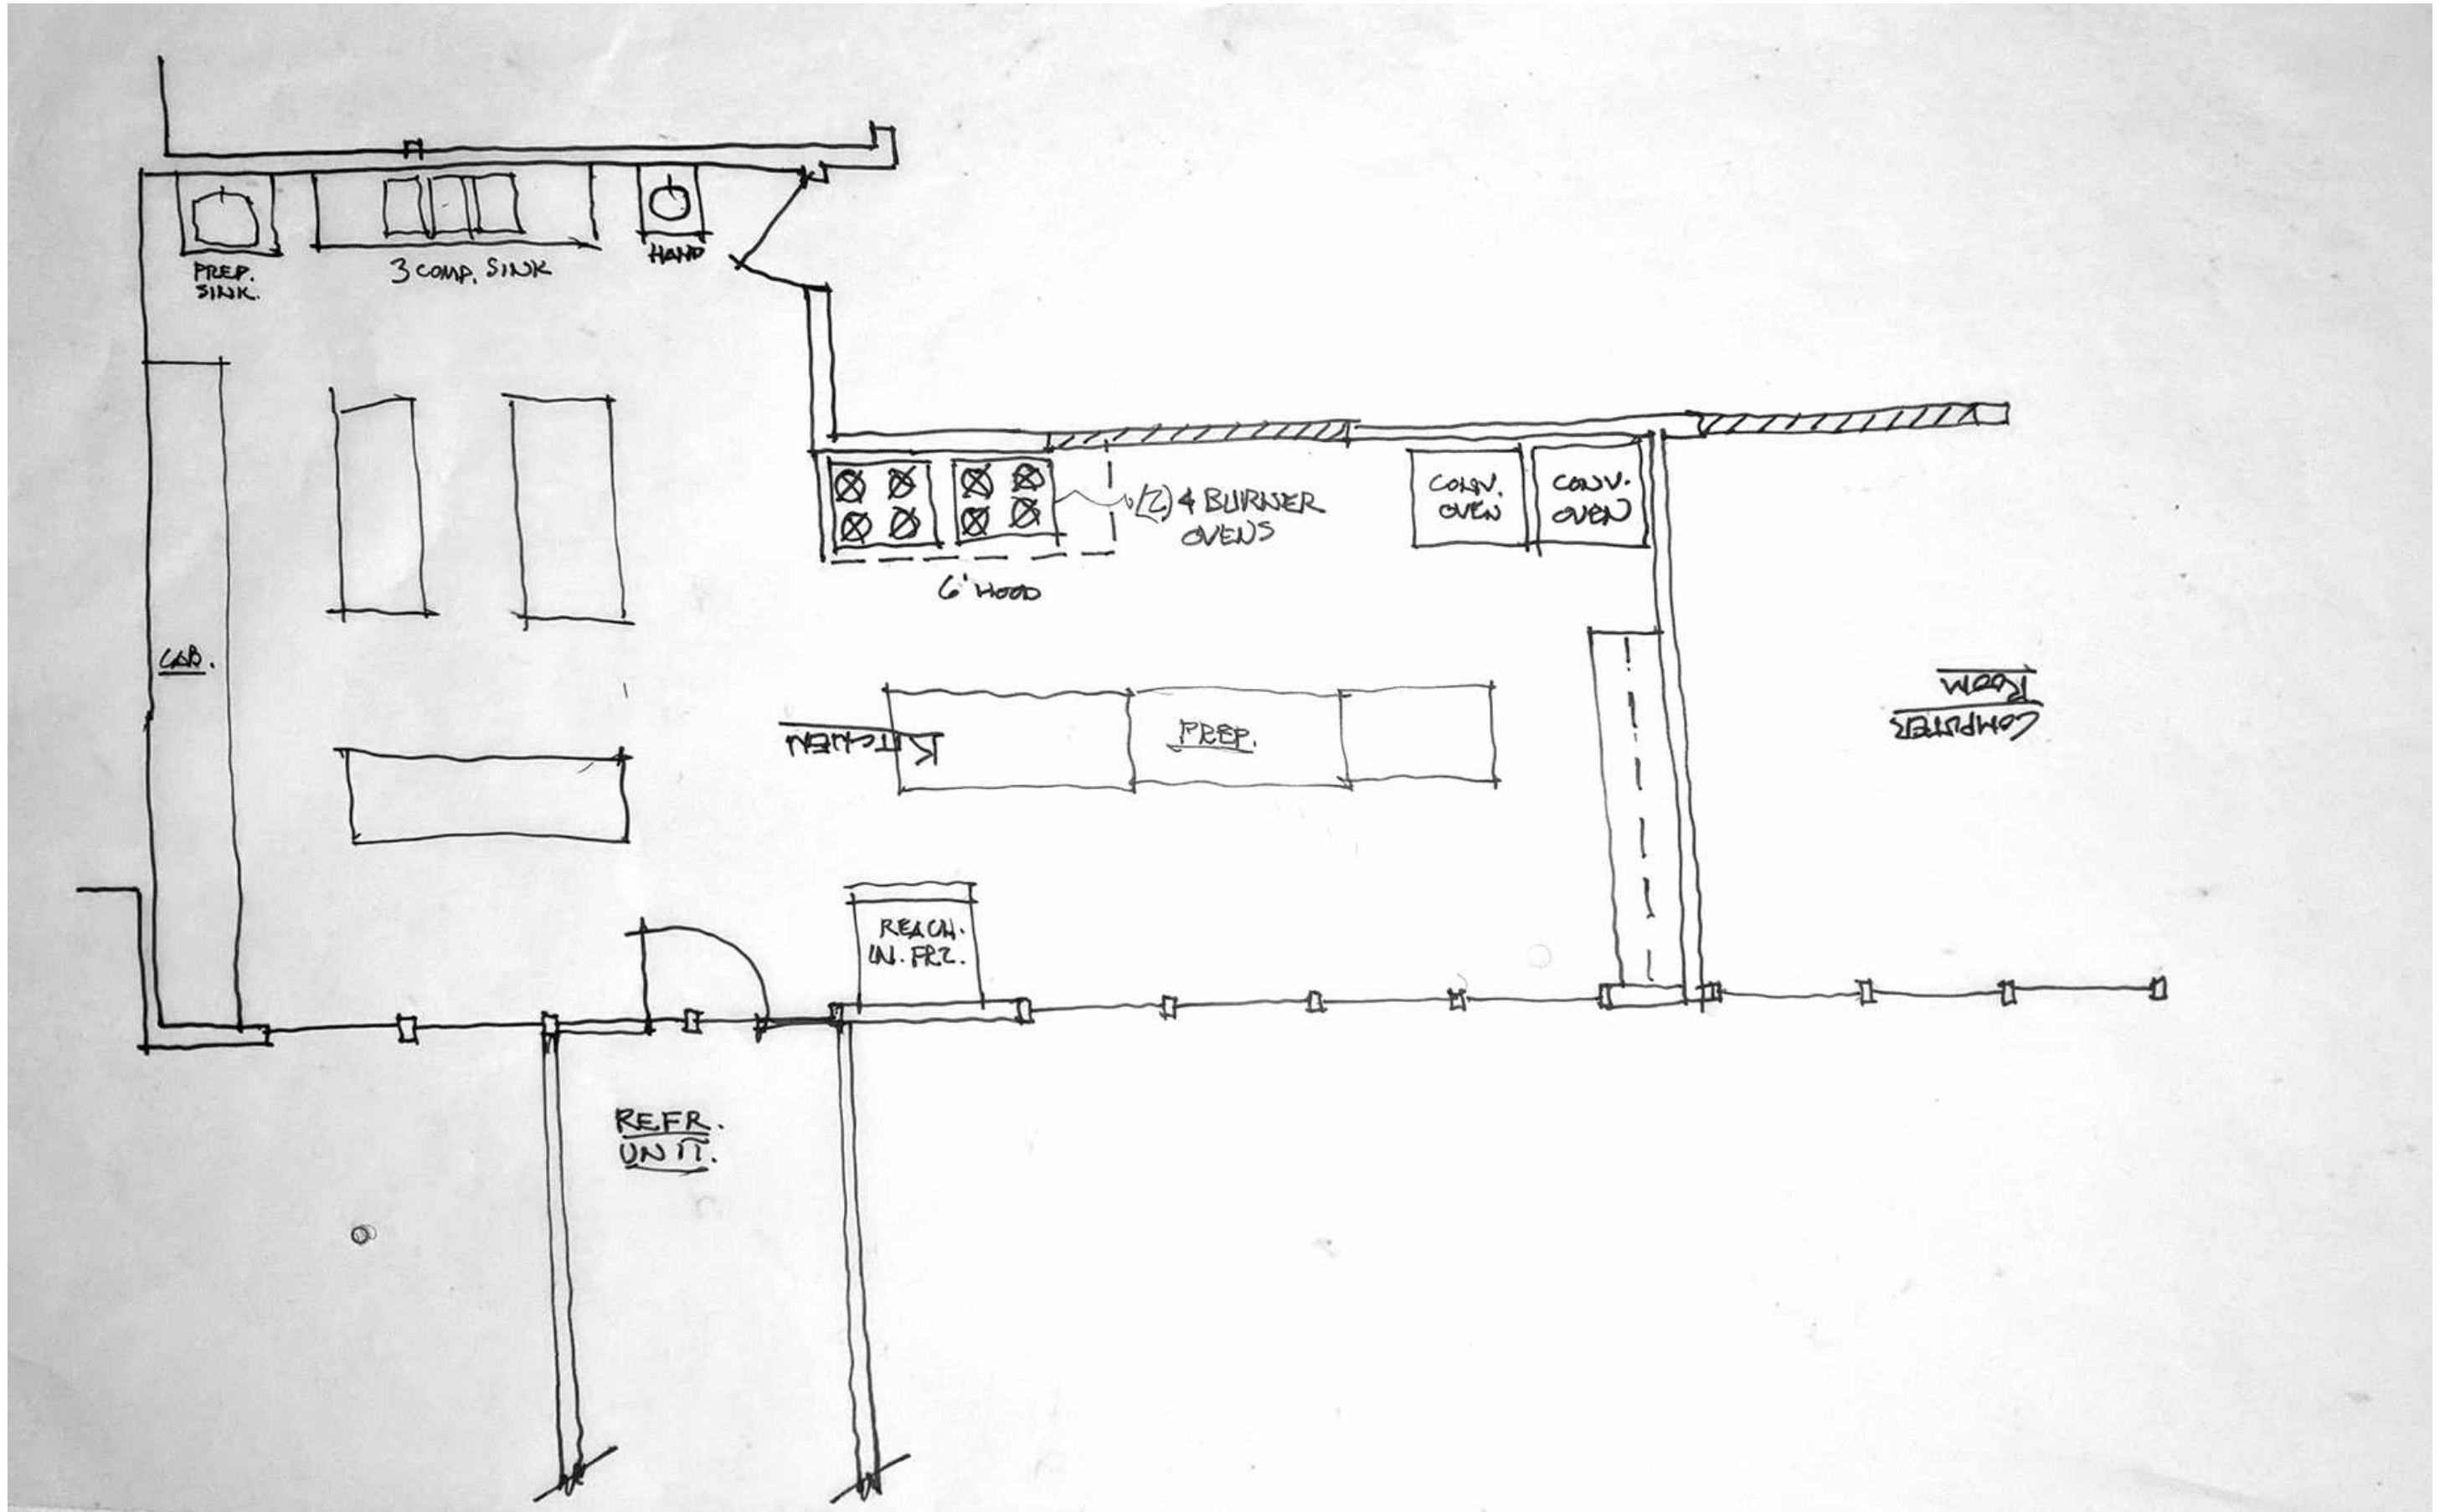 PREP.
SINK.
3 COMP. SINK
HAND
(2) 4 BURNER
OVENS
6' HOOD
CONV.
OVEN
CONV.
OVEN
CAB.
KITCHEN
PREP.
COMPUTER
ROOM
REACH.
IN. FRZ.
REFR.
UNIT.